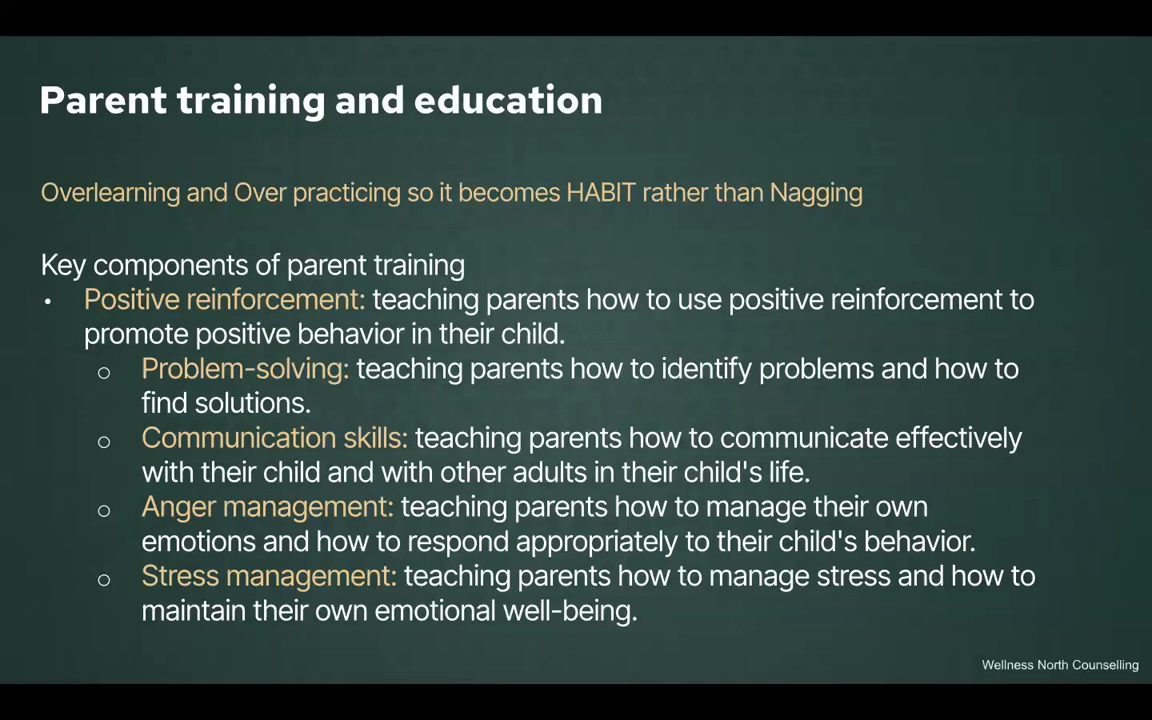 Parent training and education
Overlearning and Over practicing so it becomes HABIT rather than Nagging
Key components of parent training
• Positive reinforcement: teaching parents how to use positive reinforcement to
promote positive behavior in their child.
o Problem-solving: teaching parents how to identify problems and how to
find solutions.
o Communication skills: teaching parents how to communicate effectively
with their child and with other adults in their child's life.
o Anger management: teaching parents how to manage their own
emotions and how to respond appropriately to their child's behavior.
o Stress management: teaching parents how to manage stress and how to
maintain their own emotional well-being.
Wellness North Counselling